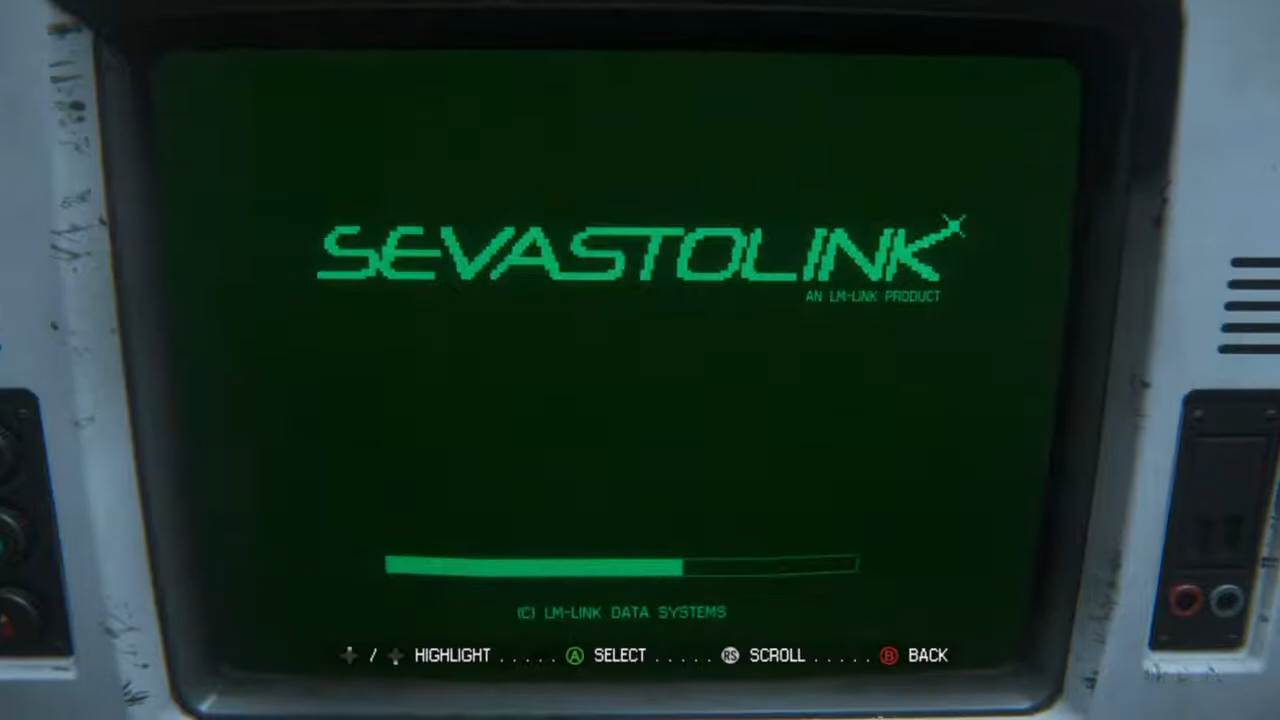 SEVASTOLINK
AN LM-LINK PRODUCT
(C) LM-LINK DATA SYSTEMS
/ HIGHLIGHT ..... A SELECT ..... RS SCROLL ..... B BACK